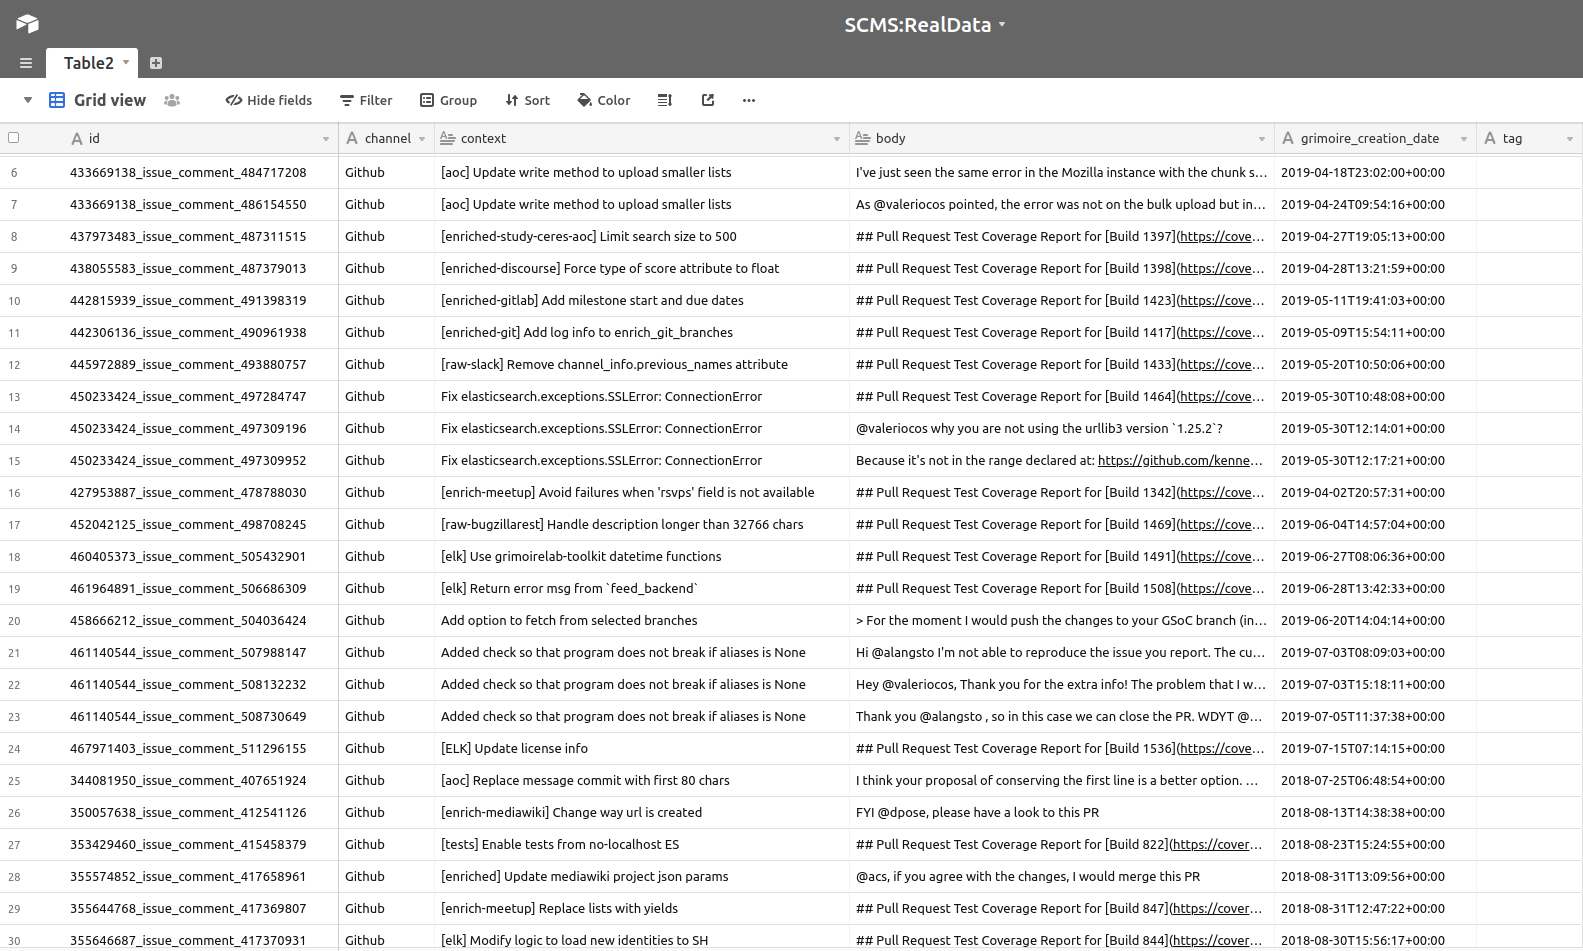 SCMS:RealData
Table2
Grid view Hide fields Filter Group Sort Color
id channel context body grimoire_creation_date tag
6 433669138_issue_comment_484717208 Github [aoc] Update write method to upload smaller lists I've just seen the same error in the Mozilla instance with the chunk s... 2019-04-18T23:02:00+00:00
7 433669138_issue_comment_486154550 Github [aoc] Update write method to upload smaller lists As @valeriocos pointed, the error was not on the bulk upload but in... 2019-04-24T09:54:16+00:00
8 437973483_issue_comment_487311515 Github [enriched-study-ceres-aoc] Limit search size to 500 ## Pull Request Test Coverage Report for [Build 1397](https://cove... 2019-04-27T19:05:13+00:00
9 438055583_issue_comment_487379013 Github [enriched-discourse] Force type of score attribute to float ## Pull Request Test Coverage Report for [Build 1398](https://cove... 2019-04-28T13:21:59+00:00
10 442815939_issue_comment_491398319 Github [enriched-gitlab] Add milestone start and due dates ## Pull Request Test Coverage Report for [Build 1423](https://cove... 2019-05-11T19:41:03+00:00
11 442306136_issue_comment_490961938 Github [enriched-git] Add log info to enrich_git_branches ## Pull Request Test Coverage Report for [Build 1417](https://cove... 2019-05-09T15:54:11+00:00
12 445972889_issue_comment_493880757 Github [raw-slack] Remove channel_info.previous_names attribute ## Pull Request Test Coverage Report for [Build 1433](https://cove... 2019-05-20T10:50:06+00:00
13 450233424_issue_comment_497284747 Github Fix elasticsearch.exceptions.SSLError: ConnectionError ## Pull Request Test Coverage Report for [Build 1464](https://cove... 2019-05-30T10:48:08+00:00
14 450233424_issue_comment_497309196 Github Fix elasticsearch.exceptions.SSLError: ConnectionError @valeriocos why you are not using the urllib3 version `1.25.2`? 2019-05-30T12:14:01+00:00
15 450233424_issue_comment_497309952 Github Fix elasticsearch.exceptions.SSLError: ConnectionError Because it's not in the range declared at: https://github.com/kenne... 2019-05-30T12:17:21+00:00
16 427953887_issue_comment_478788030 Github [enrich-meetup] Avoid failures when 'rsvps' field is not available ## Pull Request Test Coverage Report for [Build 1342](https://cove... 2019-04-02T20:57:31+00:00
17 452042125_issue_comment_498708245 Github [raw-bugzillarest] Handle description longer than 32766 chars ## Pull Request Test Coverage Report for [Build 1469](https://cove... 2019-06-04T14:57:04+00:00
18 460405373_issue_comment_505432901 Github [elk] Use grimoirelab-toolkit datetime functions ## Pull Request Test Coverage Report for [Build 1491](https://cove... 2019-06-27T08:06:36+00:00
19 461964891_issue_comment_506686309 Github [elk] Return error msg from `feed_backend` ## Pull Request Test Coverage Report for [Build 1508](https://cove... 2019-06-28T13:42:33+00:00
20 458666212_issue_comment_504036424 Github Add option to fetch from selected branches > For the moment I would push the changes to your GSoC branch (in... 2019-06-20T14:04:14+00:00
21 461140544_issue_comment_507988147 Github Added check so that program does not break if aliases is None Hi @alangsto I'm not able to reproduce the issue you report. The cu... 2019-07-03T08:09:03+00:00
22 461140544_issue_comment_508132232 Github Added check so that program does not break if aliases is None Hey @valeriocos, Thank you for the extra info! The problem that I w... 2019-07-03T15:18:11+00:00
23 461140544_issue_comment_508730649 Github Added check so that program does not break if aliases is None Thank you @alangsto , so in this case we can close the PR. WDYT @... 2019-07-05T11:37:38+00:00
24 467971403_issue_comment_511296155 Github [ELK] Update license info ## Pull Request Test Coverage Report for [Build 1536](https://cove... 2019-07-15T07:14:15+00:00
25 344081950_issue_comment_407651924 Github [aoc] Replace message commit with first 80 chars I think your proposal of conserving the first line is a better option. ... 2018-07-25T06:48:54+00:00
26 350057638_issue_comment_412541126 Github [enrich-mediawiki] Change way url is created FYI @dpose, please have a look to this PR 2018-08-13T14:38:38+00:00
27 353429460_issue_comment_415458379 Github [tests] Enable tests from no-localhost ES ## Pull Request Test Coverage Report for [Build 822](https://cover... 2018-08-23T15:24:55+00:00
28 355574852_issue_comment_417658961 Github [enriched] Update mediawiki project json params @acs, if you agree with the changes, I would merge this PR 2018-08-31T13:09:56+00:00
29 355644768_issue_comment_417369807 Github [enrich-meetup] Replace lists with yields ## Pull Request Test Coverage Report for [Build 847](https://cover... 2018-08-31T12:47:22+00:00
30 355646687_issue_comment_417370931 Github [elk] Modify logic to load new identities to SH ## Pull Request Test Coverage Report for [Build 844](https://cover... 2018-08-30T15:56:17+00:00